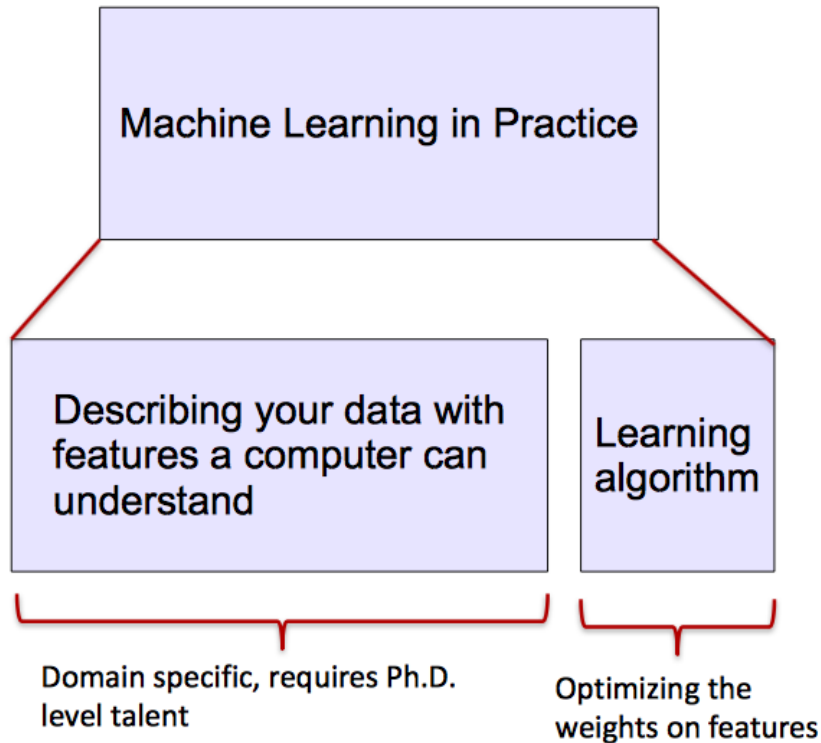 Machine Learning in Practice
Describing your data with
features a computer can
understand
Learning
algorithm
Domain specific, requires Ph.D.
level talent
Optimizing the
weights on features